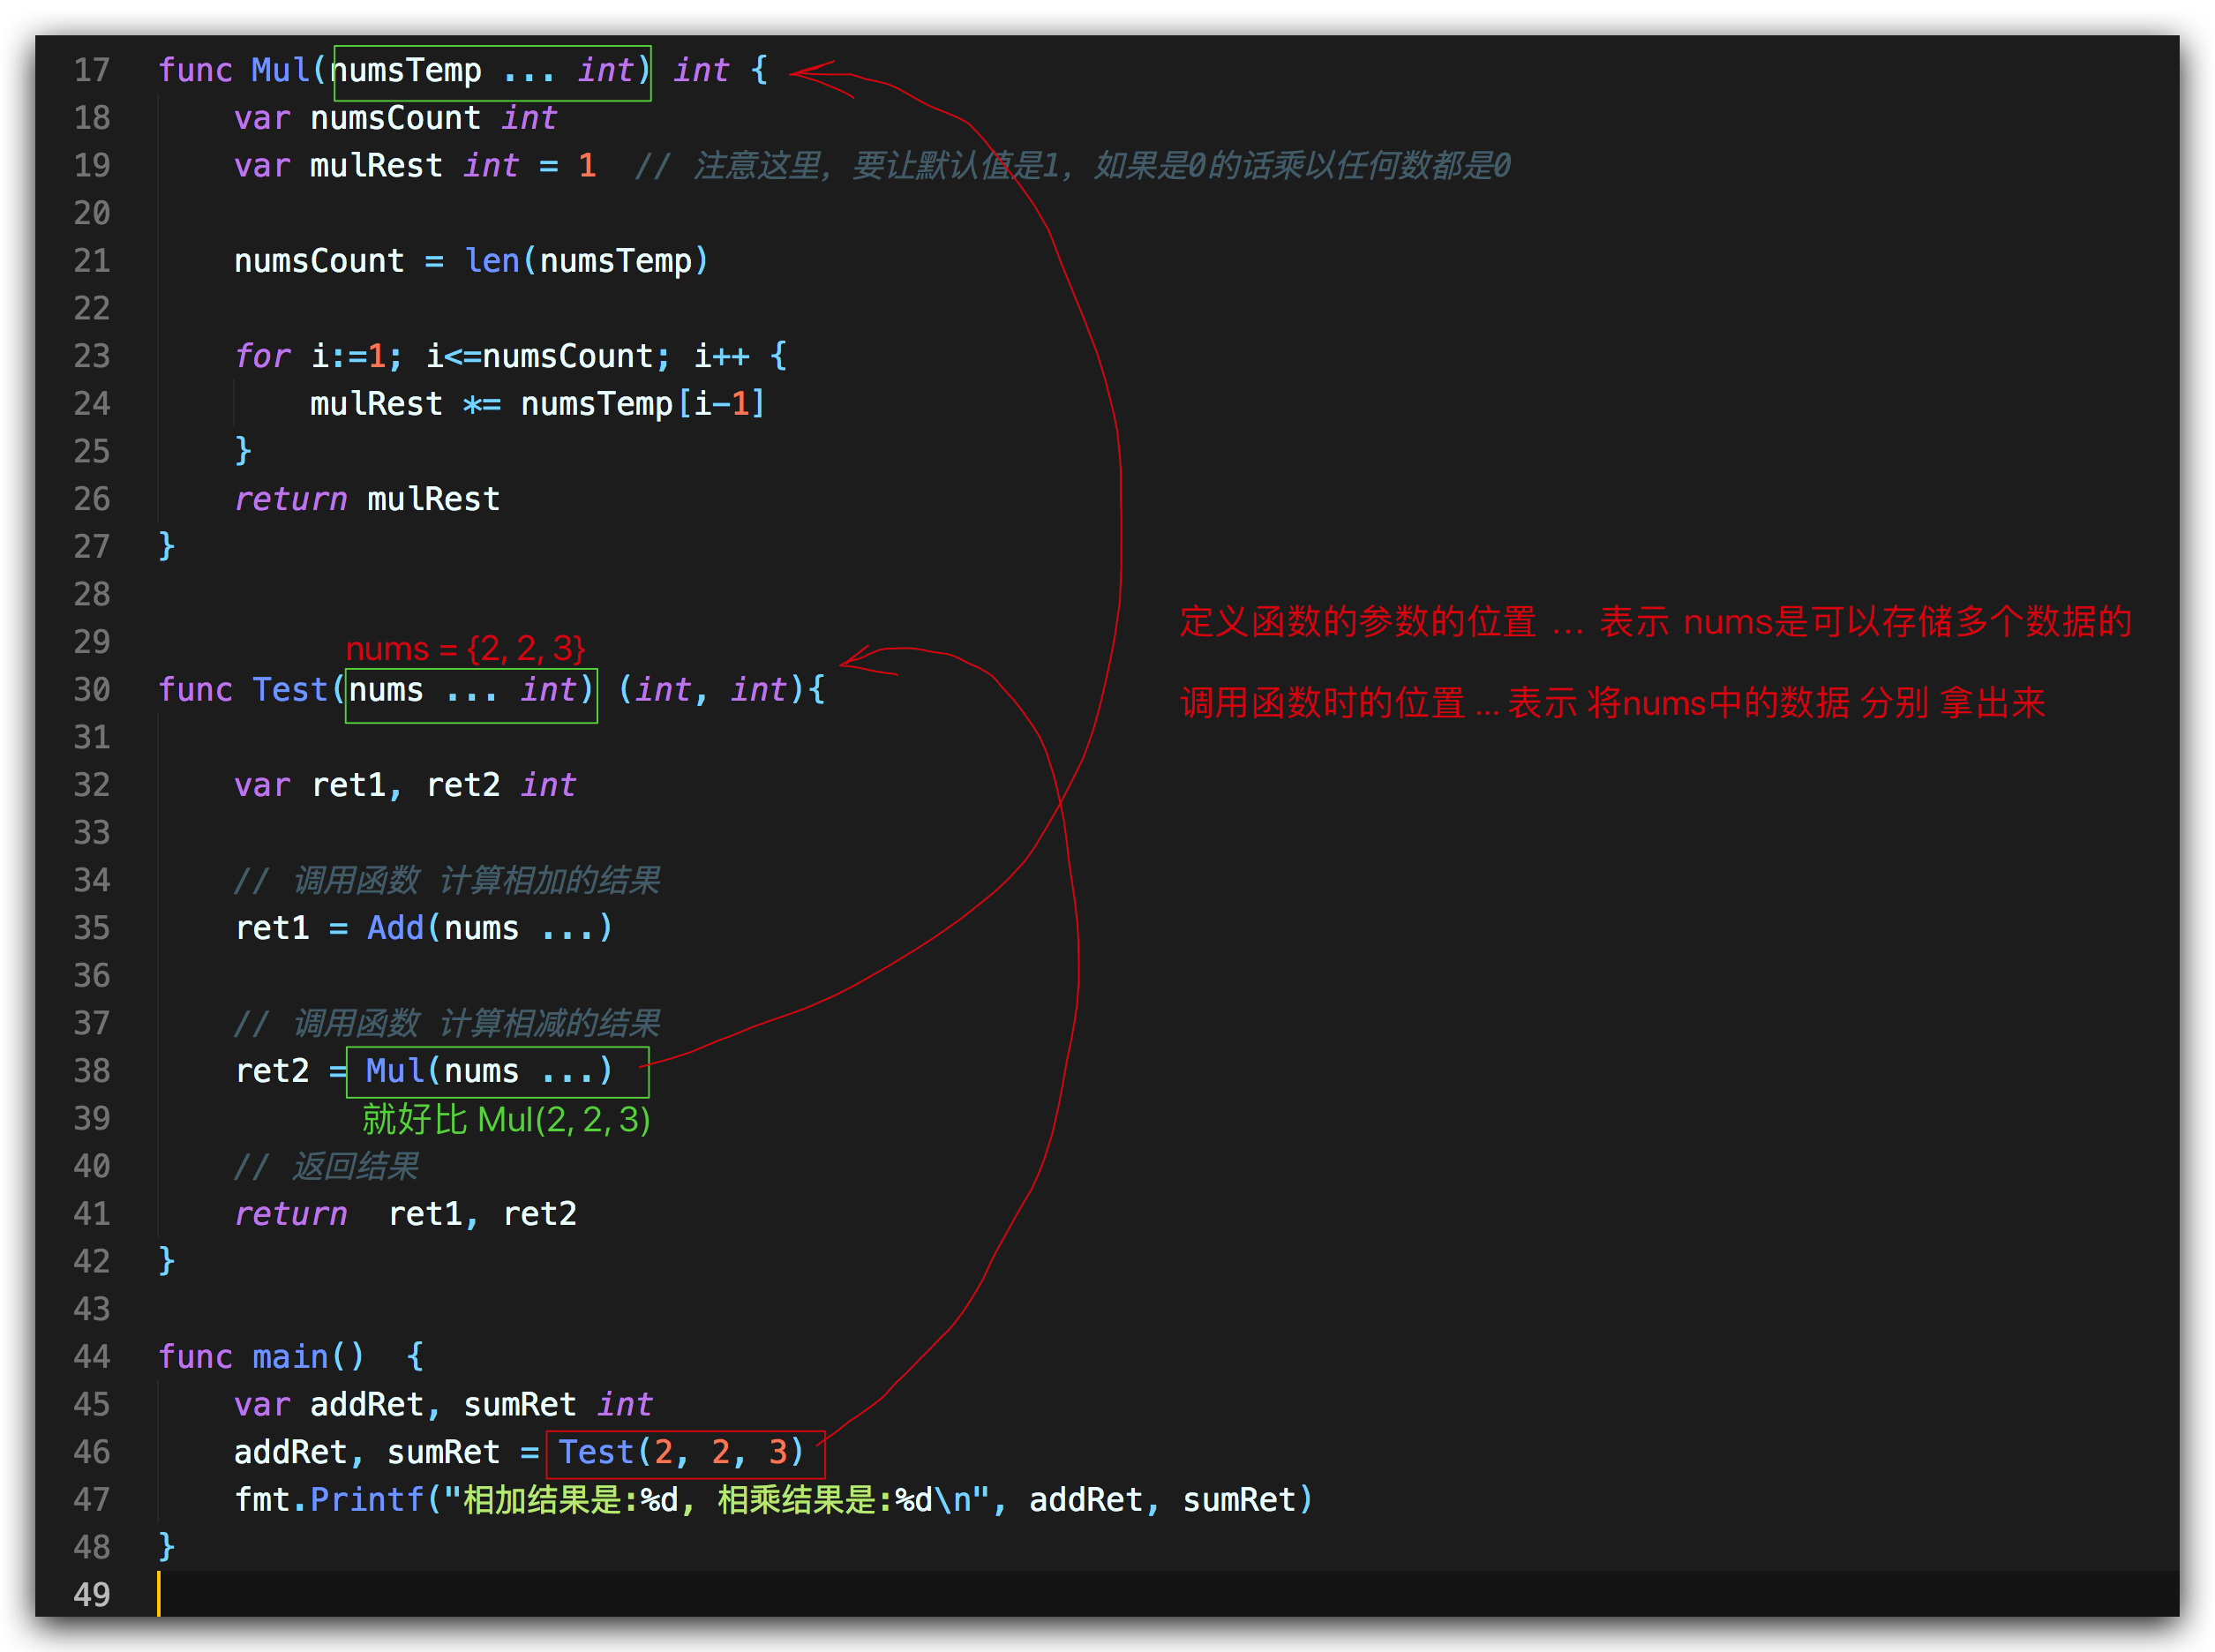 17 func Mul(numsTemp ... int) int {
18 var numsCount int
19 var mulRest int = 1 // 注意这里，要让默认值是1，如果是0的话乘以任何数都是0
20
21 numsCount = len(numsTemp)
22
23 for i:=1; i<=numsCount; i++ {
24 mulRest *= numsTemp[i-1]
25 }
26 return mulRest
27 }
28
定义函数的参数的位置 ... 表示 nums是可以存储多个数据的
29 nums = {2, 2, 3}
30 func Test(nums ... int) (int, int){
调用函数时的位置 ... 表示 将nums中的数据 分别 拿出来
31
32 var ret1, ret2 int
33
34 // 调用函数 计算相加的结果
35 ret1 = Add(nums ...)
36
37 // 调用函数 计算相减的结果
38 ret2 = Mul(nums ...)
39 就好比 Mul(2, 2, 3)
40 // 返回结果
41 return ret1, ret2
42 }
43
44 func main() {
45 var addRet, sumRet int
46 addRet, sumRet = Test(2, 2, 3)
47 fmt.Printf("相加结果是:%d, 相乘结果是:%d\n", addRet, sumRet)
48 }
49